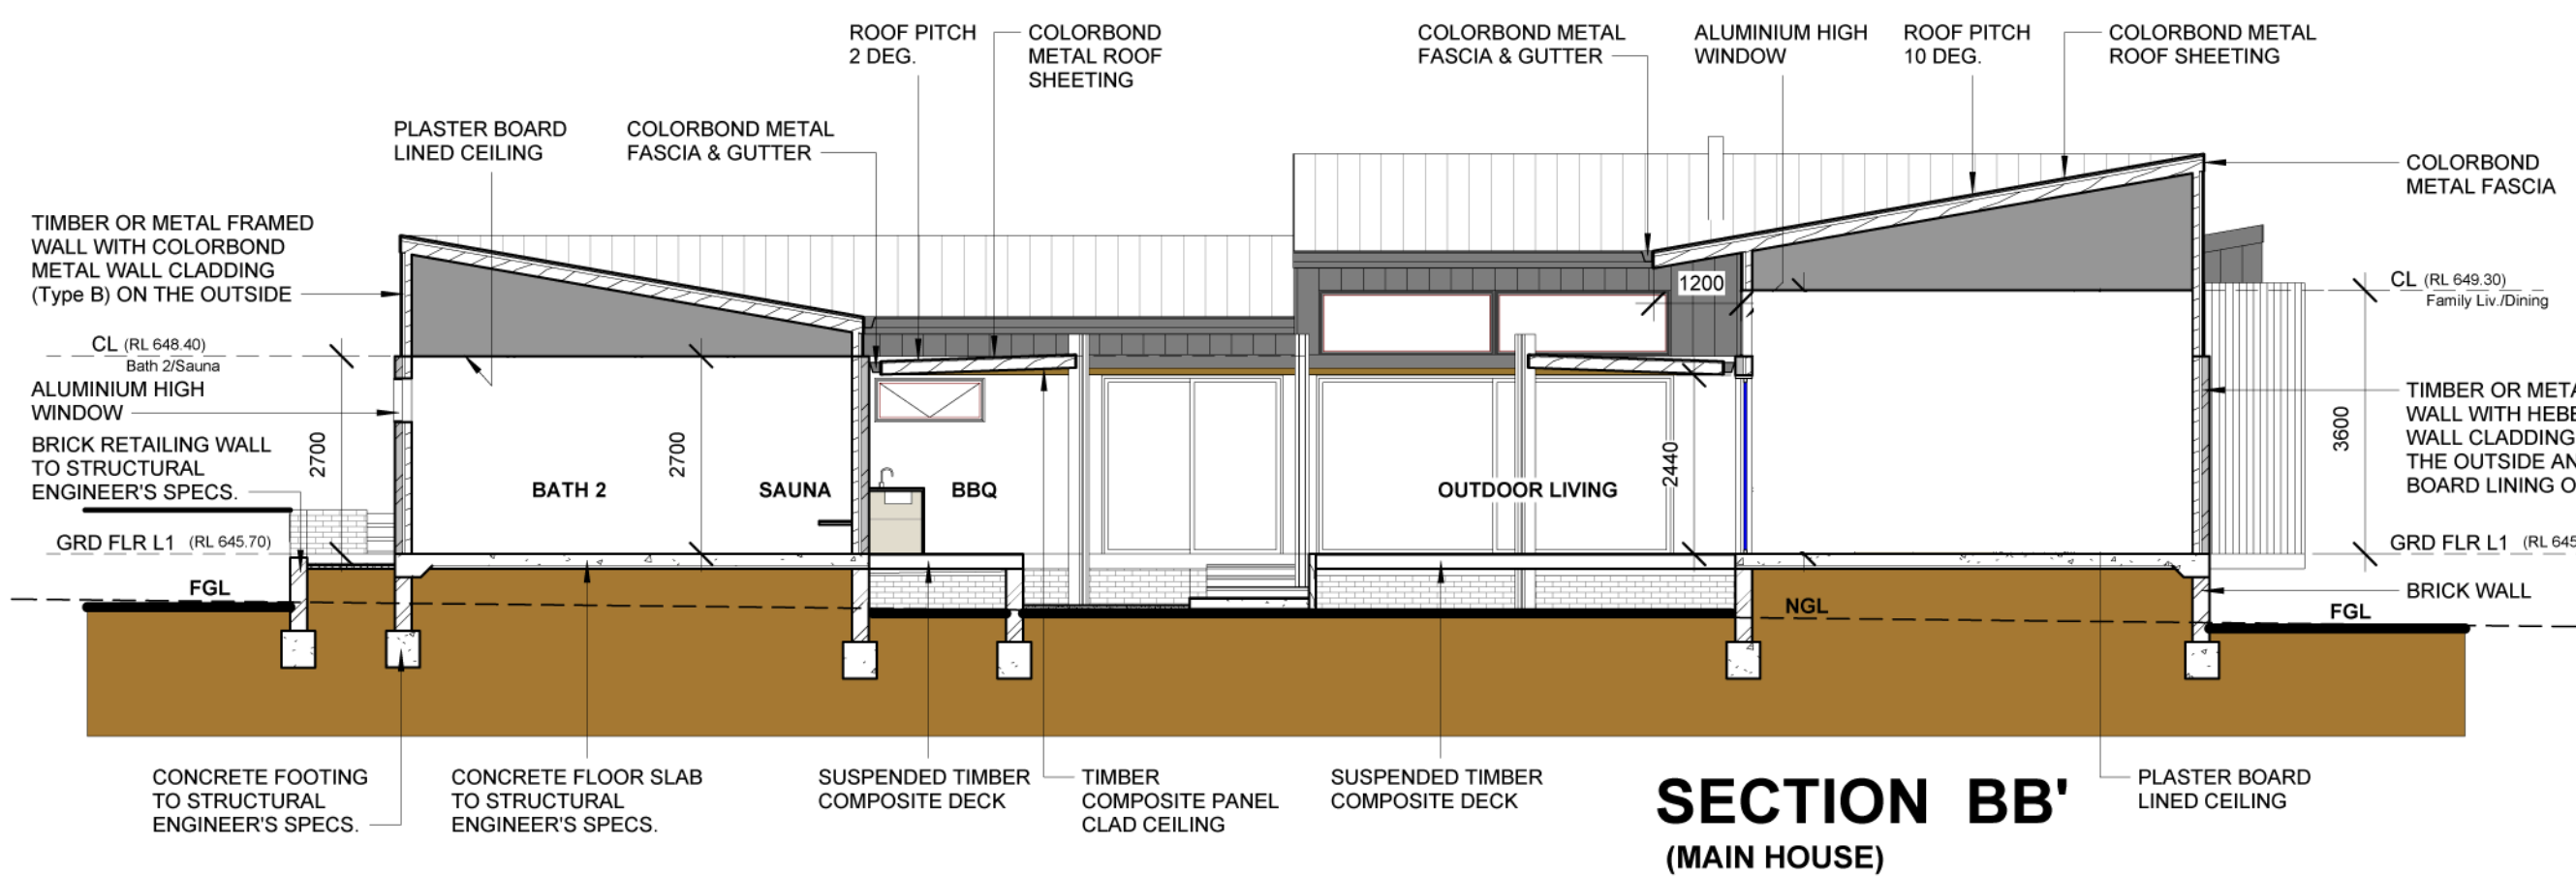 ROOF PITCH
2 DEG.
COLORBOND
METAL ROOF
SHEETING
COLORBOND METAL
FASCIA & GUTTER
ALUMINIUM HIGH
WINDOW
ROOF PITCH
10 DEG.
COLORBOND METAL
ROOF SHEETING
PLASTER BOARD
LINED CEILING
COLORBOND METAL
FASCIA & GUTTER
COLORBOND
METAL FASCIA
TIMBER OR METAL FRAMED
WALL WITH COLORBOND
METAL WALL CLADDING
(Type B) ON THE OUTSIDE
1200
CL (RL 649.30)
Family Liv./Dining
CL (RL 648.40)
Bath 2/Sauna
ALUMINIUM HIGH
WINDOW
BRICK RETAILING WALL
TO STRUCTURAL
ENGINEER'S SPECS.
2700
2700
BATH 2
SAUNA
BBQ
OUTDOOR LIVING
2440
3600
TIMBER OR META
WALL WITH HEBE
WALL CLADDING
THE OUTSIDE AN
BOARD LINING O
GRD FLR L1 (RL 645.70)
GRD FLR L1 (RL 645
FGL
NGL
BRICK WALL
FGL
CONCRETE FOOTING
TO STRUCTURAL
ENGINEER'S SPECS.
CONCRETE FLOOR SLAB
TO STRUCTURAL
ENGINEER'S SPECS.
SUSPENDED TIMBER
COMPOSITE DECK
TIMBER
COMPOSITE PANEL
CLAD CEILING
SUSPENDED TIMBER
COMPOSITE DECK
SECTION BB'
(MAIN HOUSE)
PLASTER BOARD
LINED CEILING